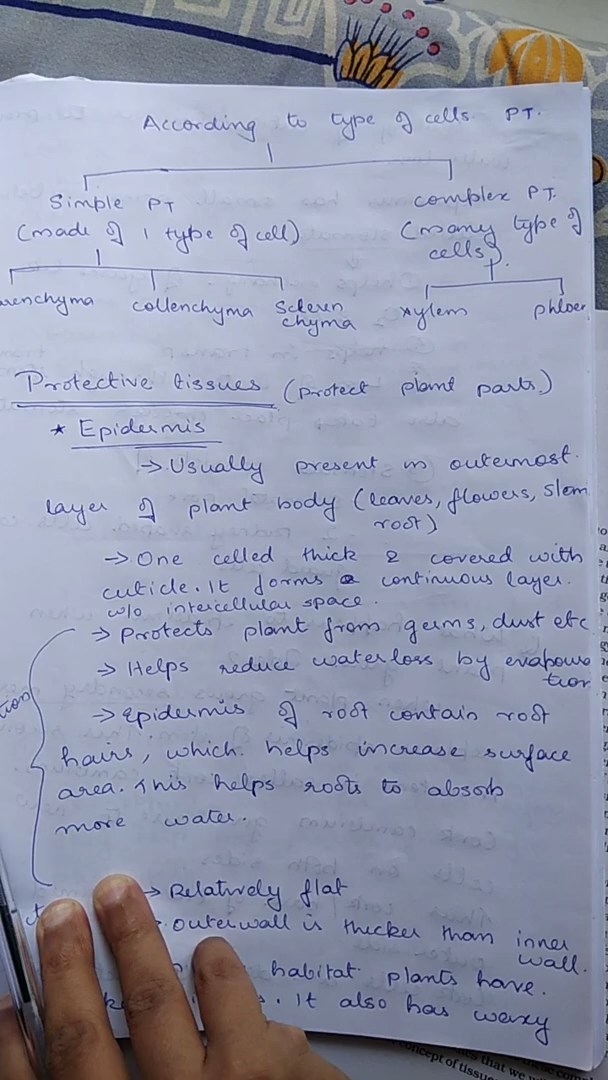 According to type of cells PT.
Simple PT
complex PT.
(made of 1 type of cell)
(many type of
cells).
renchyma
collenchyma
Scleren
chyma
xylem
phloem
Protective tissues (protect plant parts)
* Epidermis
→ Usually present in outermost
layer of plant body (leaves, flowers, stem
root)
→ One celled thick & covered with
cuticle. It forms a continuous layer.
w/o intercellular space.
→ Protects plant from germs, dust etc
→ Helps reduce waterloss by evapoura
tion
tion
→ epidermis of root contain root
hairs, which helps increase surface
area. This helps roots to absorb
more water.
→ Relatively flat
outerwall is thicker than inner
wall.
habitat plants have.
. It also has waxy